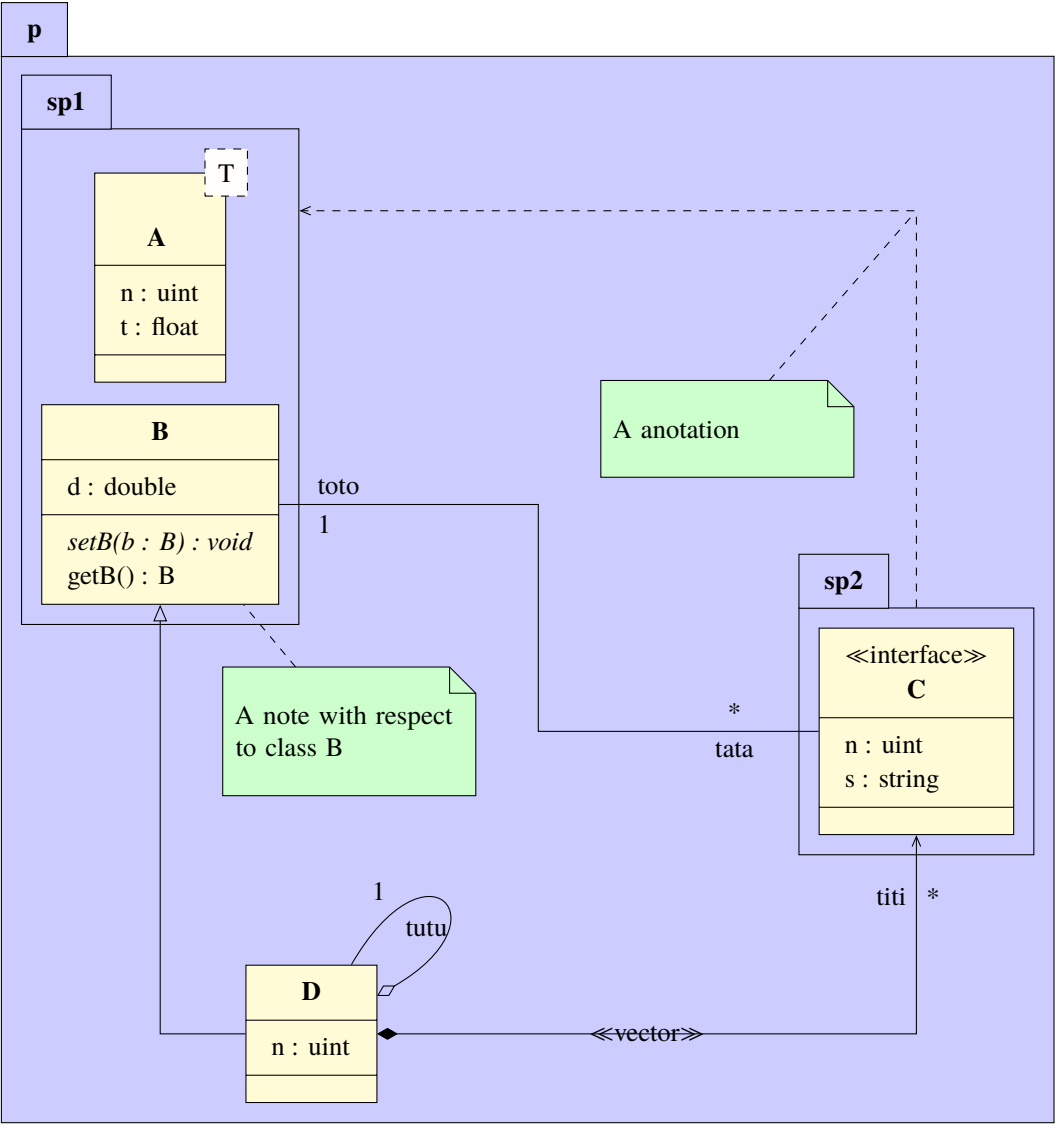 p
sp1
T
A
n : uint
t : float
B
d : double
setB(b : B) : void
getB() : B
toto
1
A anotation
sp2
≪interface≫
C
n : uint
s : string
*
tata
A note with respect
to class B
titi *
1
tutu
D
n : uint
≪vector≫